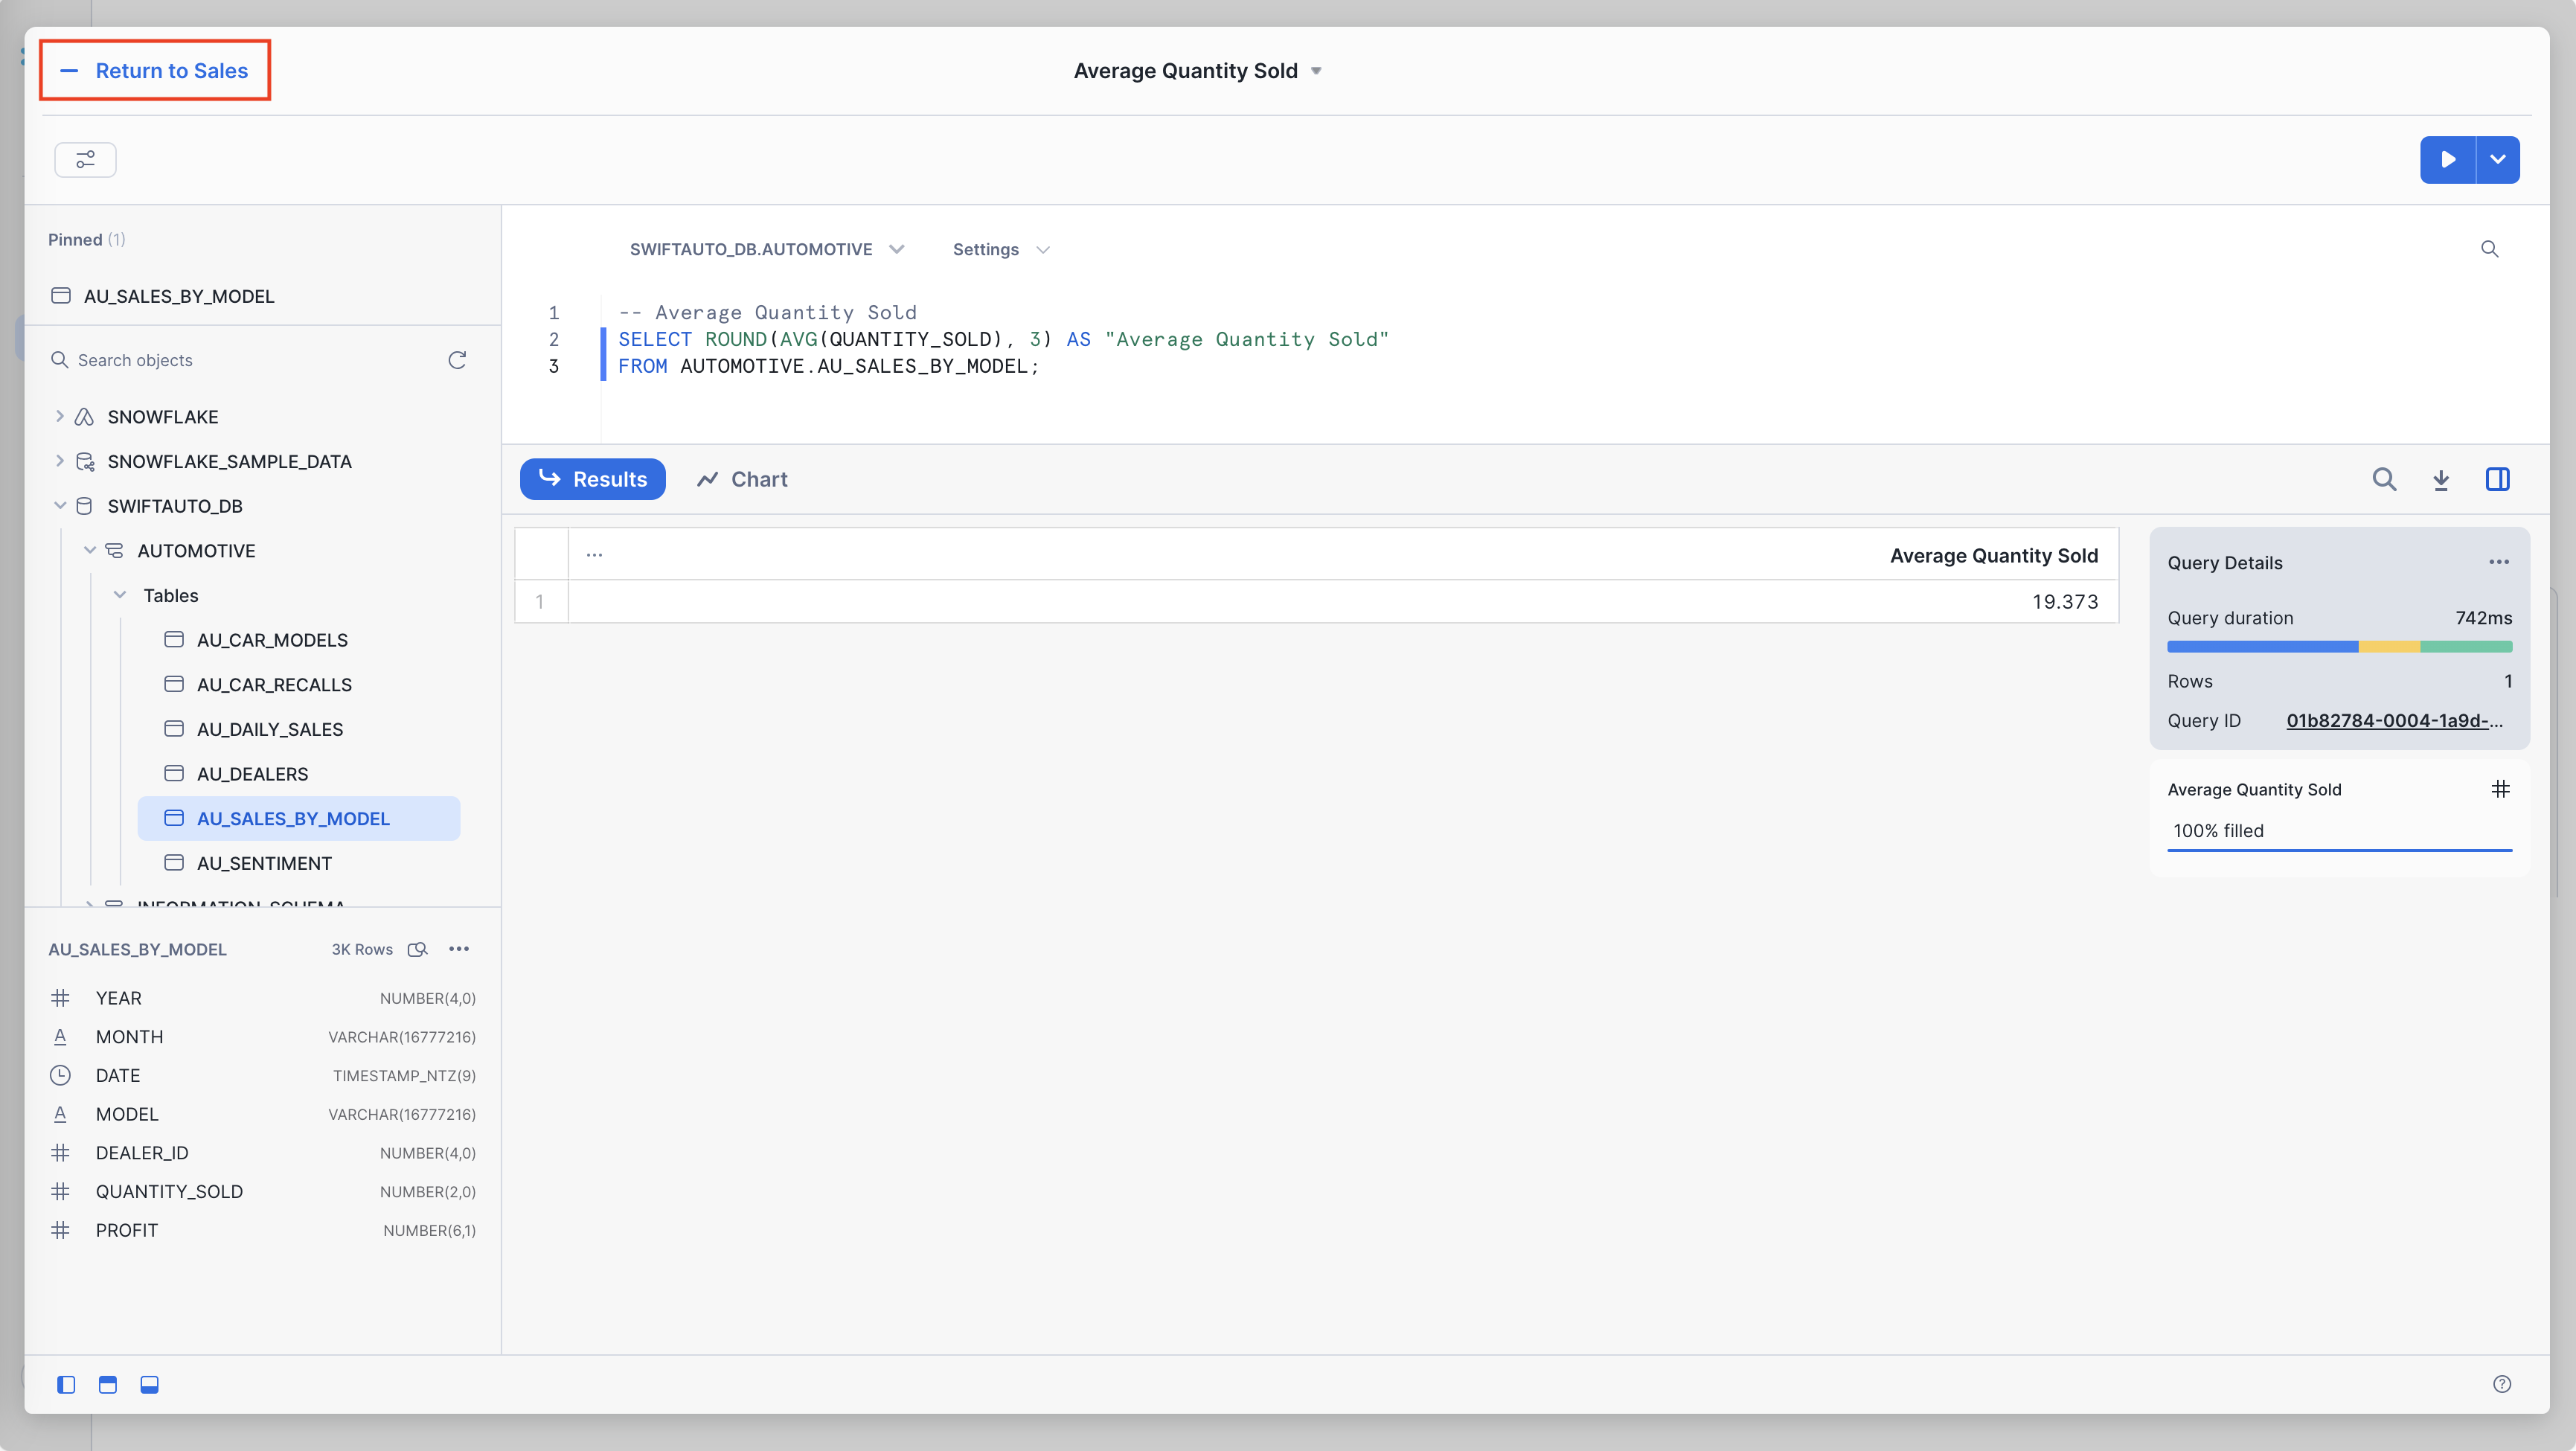 Return to Sales
Average Quantity Sold
Pinned (1)
AU_SALES_BY_MODEL
Search objects
SNOWFLAKE
SNOWFLAKE_SAMPLE_DATA
SWIFTAUTO_DB
AUTOMOTIVE
Tables
AU_CAR_MODELS
AU_CAR_RECALLS
AU_DAILY_SALES
AU_DEALERS
AU_SALES_BY_MODEL
AU_SENTIMENT
INFORMATION_SCHEMA
AU_SALES_BY_MODEL 3K Rows
YEAR NUMBER(4,0)
MONTH VARCHAR(16777216)
DATE TIMESTAMP_NTZ(9)
MODEL VARCHAR(16777216)
DEALER_ID NUMBER(4,0)
QUANTITY_SOLD NUMBER(2,0)
PROFIT NUMBER(6,1)
SWIFTAUTO_DB.AUTOMOTIVE Settings
1 -- Average Quantity Sold
2 SELECT ROUND(AVG(QUANTITY_SOLD), 3) AS "Average Quantity Sold"
3 FROM AUTOMOTIVE.AU_SALES_BY_MODEL;
Results Chart
... Average Quantity Sold
1 19.373
Query Details ...
Query duration 742ms
Rows 1
Query ID 01b82784-0004-1a9d-...
Average Quantity Sold
100% filled